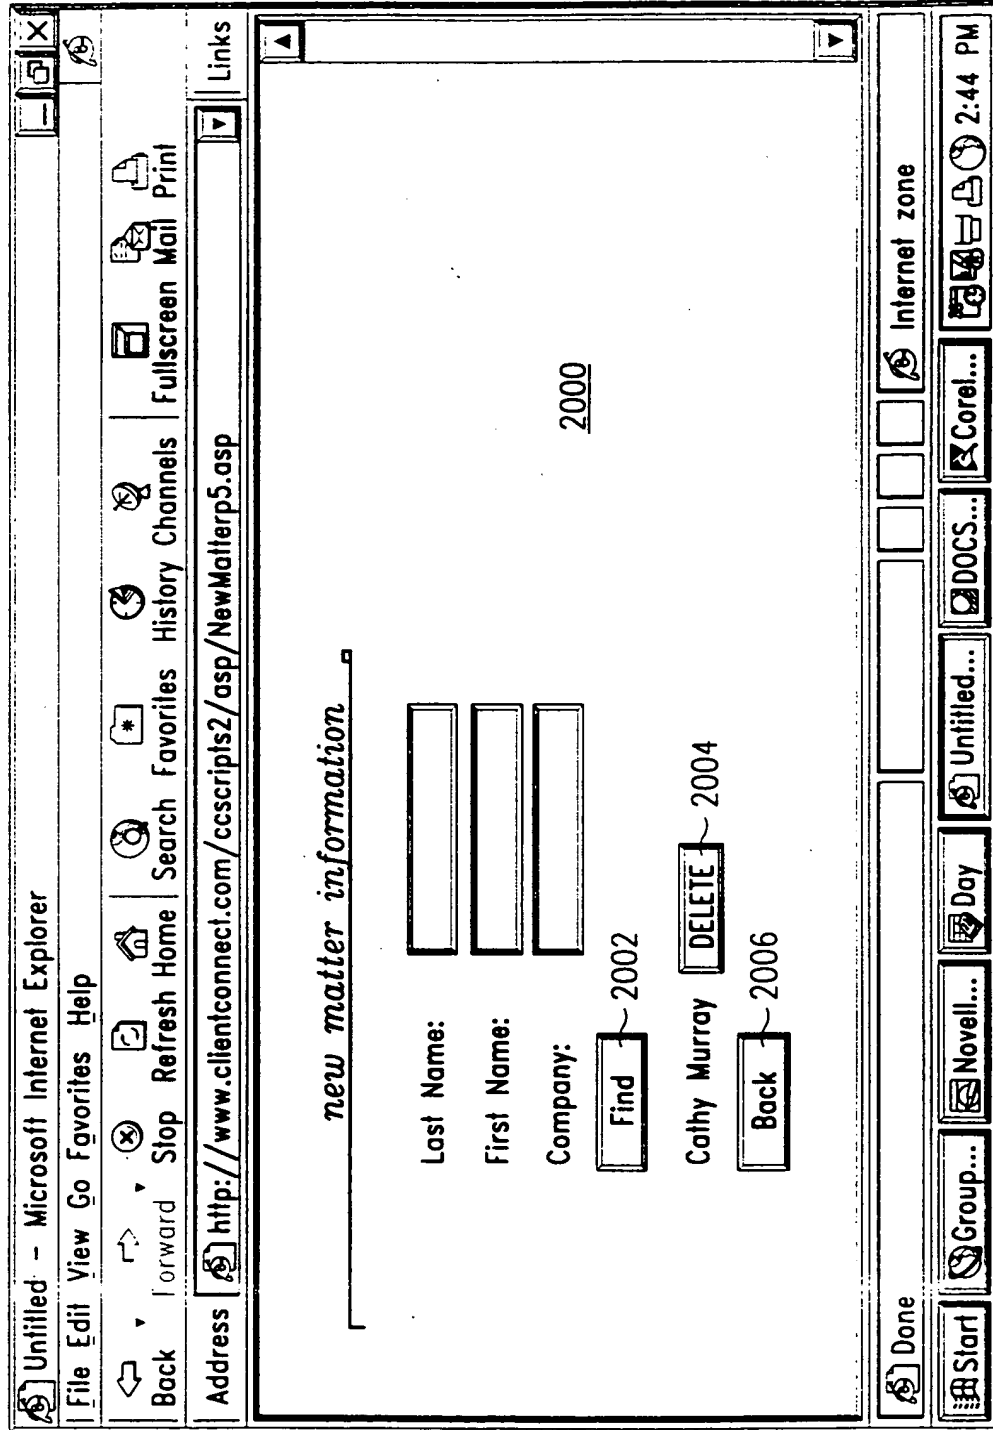 Untitled - Microsoft Internet Explorer
File Edit View Go Favorites Help
Back Forward Stop Refresh Home Search Favorites History Channels Fullscreen Mail Print
Address http://www.clientconnect.com/ccscripts2/asp/NewMatterp5.asp Links
new matter information
Last Name:
First Name:
Company:
2000
Find 2002
Cathy Murray DELETE 2004
Back 2006
Done Internet zone
Start Group... Novell... Day Untitled... DOCS... Corel... 2:44 PM